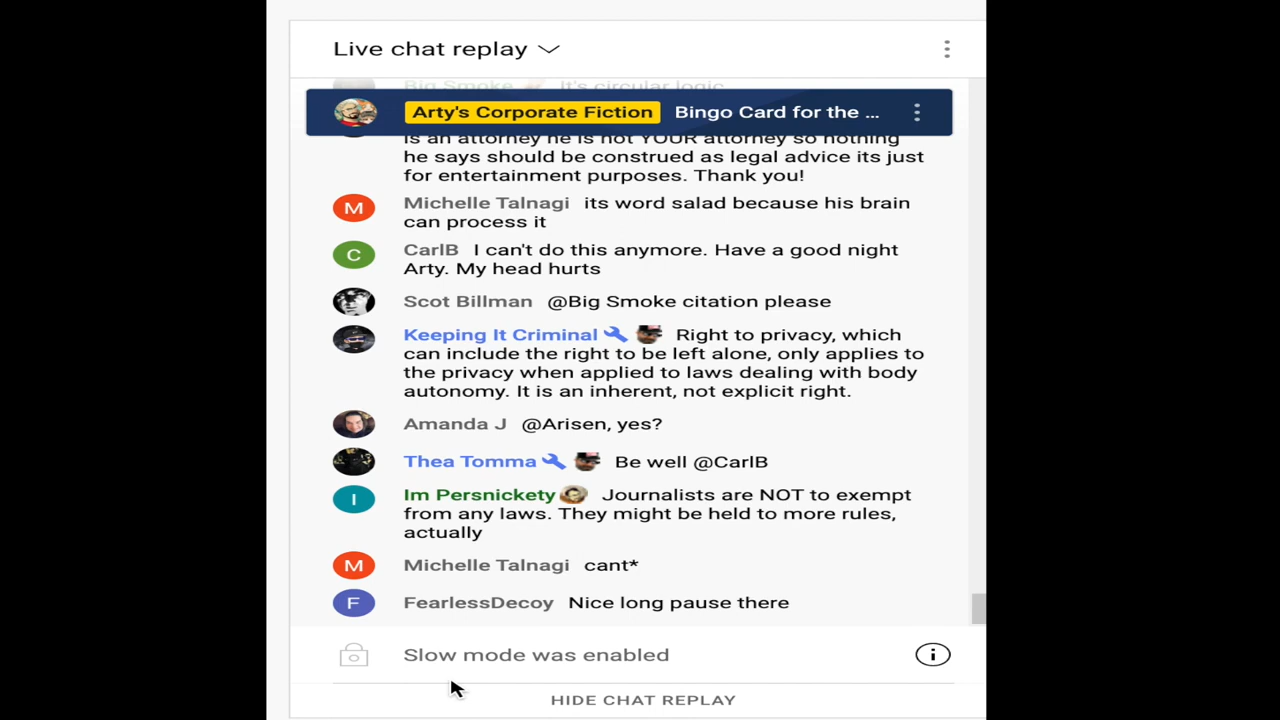 Live chat replay
Big Smoke It's circular logic
Arty's Corporate Fiction Bingo Card for the ...
is an attorney he is not YOUR attorney so nothing
he says should be construed as legal advice its just
for entertainment purposes. Thank you!
M Michelle Talnagi its word salad because his brain
can process it
C CarlB I can't do this anymore. Have a good night
Arty. My head hurts
Scot Billman @Big Smoke citation please
Keeping It Criminal Right to privacy, which
can include the right to be left alone, only applies to
the privacy when applied to laws dealing with body
autonomy. It is an inherent, not explicit right.
Amanda J @Arisen, yes?
Thea Tomma Be well @CarlB
I Im Persnickety Journalists are NOT to exempt
from any laws. They might be held to more rules,
actually
M Michelle Talnagi cant*
F FearlessDecoy Nice long pause there
Slow mode was enabled
HIDE CHAT REPLAY